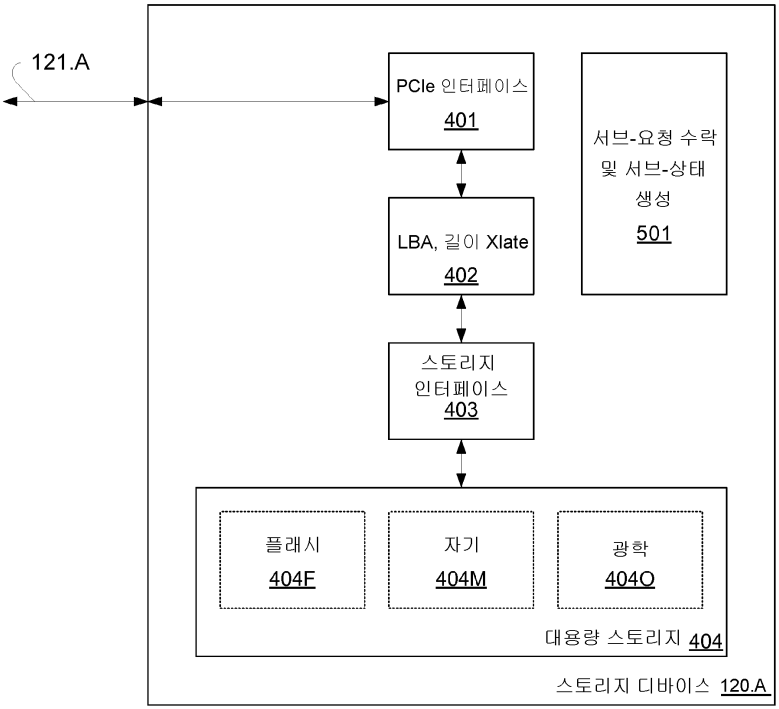 121.A
PCIe 인터페이스
401
서브-요청 수락
및 서브-상태
생성
501
LBA, 길이 Xlate
402
스토리지
인터페이스
403
플래시
404F
자기
404M
광학
404O
대용량 스토리지 404
스토리지 디바이스 120.A